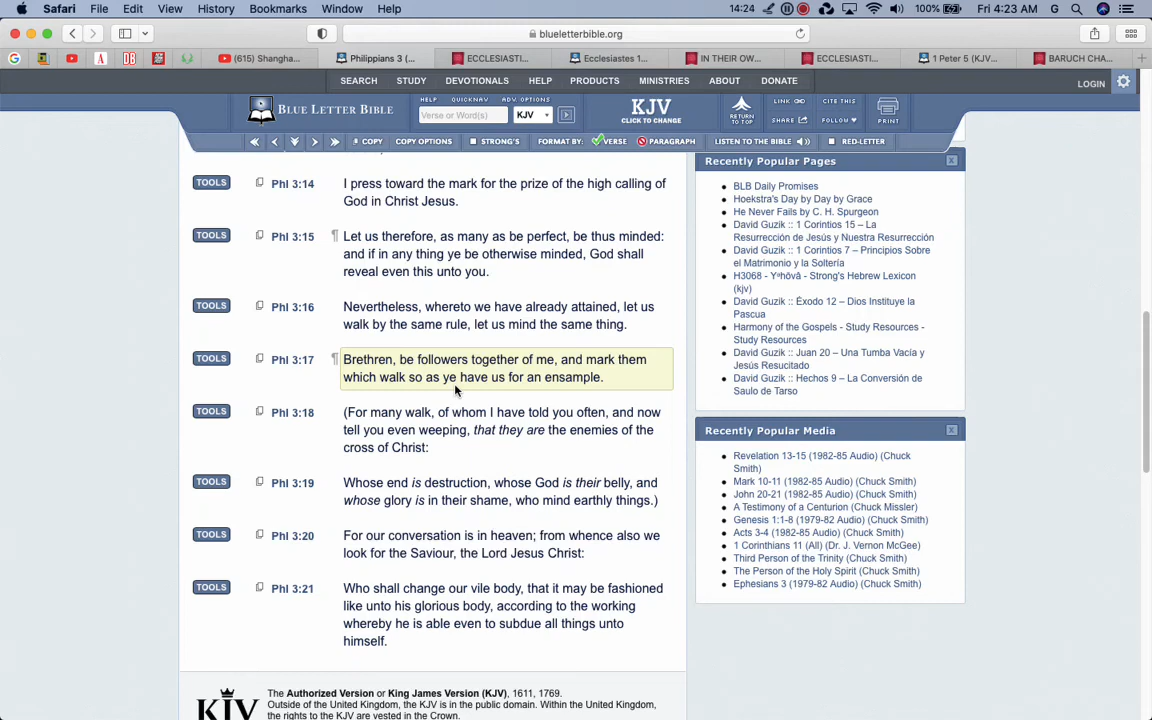 Safari File Edit View History Bookmarks Window Help 14:24 100% Fri 4:23 AM G
blueletterbible.org
(615) Shangha... Philippians 3 (... ECCLESIASTI... Ecclesiastes 1... IN THEIR OW... ECCLESIASTI... 1 Peter 5 (KJV... BARUCH CHA...
SEARCH STUDY DEVOTIONALS HELP PRODUCTS MINISTRIES ABOUT DONATE LOGIN
BLUE LETTER BIBLE
HELP QUICKNAV ADV. OPTIONS
Verse or Word(s) KJV
KJV
CLICK TO CHANGE
RETURN
TO TOP
LINK CITE THIS
SHARE FOLLOW PRINT
COPY COPY OPTIONS STRONG'S FORMAT BY: VERSE PARAGRAPH LISTEN TO THE BIBLE RED-LETTER
TOOLS Phl 3:14 I press toward the mark for the prize of the high calling of
God in Christ Jesus.
TOOLS Phl 3:15 ¶ Let us therefore, as many as be perfect, be thus minded:
and if in any thing ye be otherwise minded, God shall
reveal even this unto you.
TOOLS Phl 3:16 Nevertheless, whereto we have already attained, let us
walk by the same rule, let us mind the same thing.
TOOLS Phl 3:17 ¶ Brethren, be followers together of me, and mark them
which walk so as ye have us for an ensample.
TOOLS Phl 3:18 (For many walk, of whom I have told you often, and now
tell you even weeping, that they are the enemies of the
cross of Christ:
TOOLS Phl 3:19 Whose end is destruction, whose God is their belly, and
whose glory is in their shame, who mind earthly things.)
TOOLS Phl 3:20 For our conversation is in heaven; from whence also we
look for the Saviour, the Lord Jesus Christ:
TOOLS Phl 3:21 Who shall change our vile body, that it may be fashioned
like unto his glorious body, according to the working
whereby he is able even to subdue all things unto
himself.
KJV
The Authorized Version or King James Version (KJV), 1611, 1769.
Outside of the United Kingdom, the KJV is in the public domain. Within the United Kingdom,
the rights to the KJV are vested in the Crown.
Recently Popular Pages
BLB Daily Promises
Hoekstra's Day by Day by Grace
He Never Fails by C. H. Spurgeon
David Guzik :: 1 Corintios 15 – La
Resurrección de Jesús y Nuestra Resurrección
David Guzik :: 1 Corintios 7 – Principios Sobre
el Matrimonio y la Soltería
H3068 - Yᵉhōvâ - Strong's Hebrew Lexicon
(kjv)
David Guzik :: Éxodo 12 – Dios Instituye la
Pascua
Harmony of the Gospels - Study Resources -
Study Resources
David Guzik :: Juan 20 – Una Tumba Vacía y
Jesús Resucitado
David Guzik :: Hechos 9 – La Conversión de
Saulo de Tarso
Recently Popular Media
Revelation 13-15 (1982-85 Audio) (Chuck
Smith)
Mark 10-11 (1982-85 Audio) (Chuck Smith)
John 20-21 (1982-85 Audio) (Chuck Smith)
A Testimony of a Centurion (Chuck Missler)
Genesis 1:1-8 (1979-82 Audio) (Chuck Smith)
Acts 3-4 (1982-85 Audio) (Chuck Smith)
1 Corinthians 11 (All) (Dr. J. Vernon McGee)
Third Person of the Trinity (Chuck Smith)
The Person of the Holy Spirit (Chuck Smith)
Ephesians 3 (1979-82 Audio) (Chuck Smith)